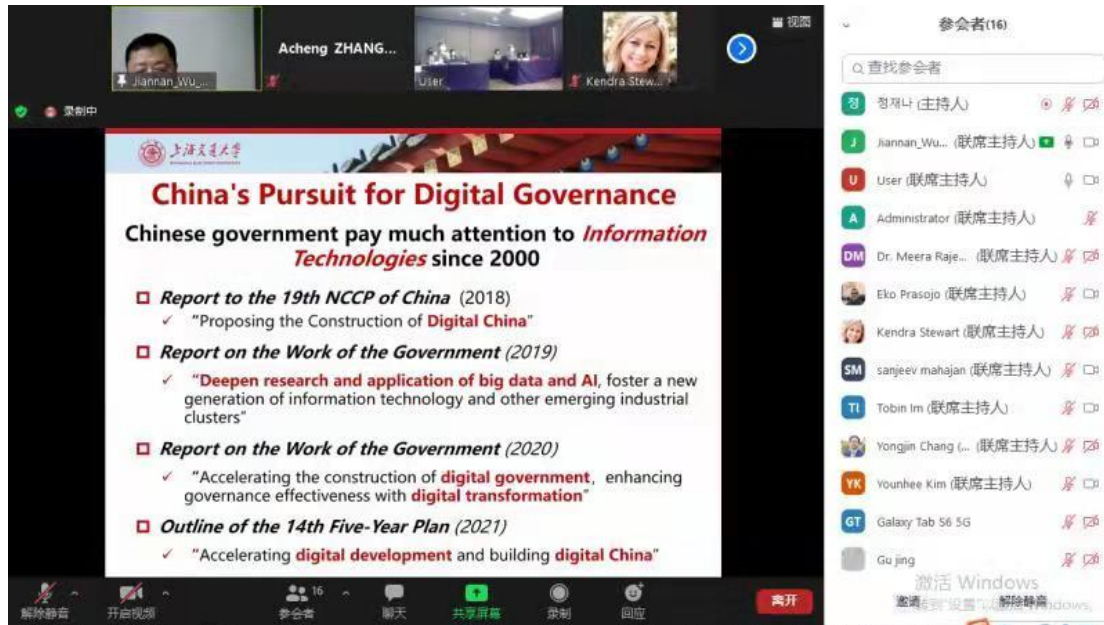 Jiannan_Wu_...
Acheng ZHANG...
User
Kendra Stew...
视图
录制中
上海交通大学
China's Pursuit for Digital Governance
Chinese government pay much attention to Information
Technologies since 2000
Report to the 19th NCCP of China (2018)
✓ "Proposing the Construction of Digital China"
Report on the Work of the Government (2019)
✓ "Deepen research and application of big data and AI, foster a new
generation of information technology and other emerging industrial
clusters"
Report on the Work of the Government (2020)
✓ "Accelerating the construction of digital government, enhancing
governance effectiveness with digital transformation"
Outline of the 14th Five-Year Plan (2021)
✓ "Accelerating digital development and building digital China"
解除静音
开启视频
16
参会者
聊天
共享屏幕
录制
回应
离开
参会者(16)
查找参会者
정 정재나 (主持人)
J Jiannan_Wu... (联席主持人)
U User (联席主持人)
A Administrator (联席主持人)
DM Dr. Meera Raje... (联席主持人)
Eko Prasojo (联席主持人)
Kendra Stewart (联席主持人)
SM sanjeev mahajan (联席主持人)
TI Tobin Im (联席主持人)
Yongjin Chang (... (联席主持人)
YK Younhee Kim (联席主持人)
GT Galaxy Tab S6 5G
Gu jing
激活 Windows
邀请
解除静音